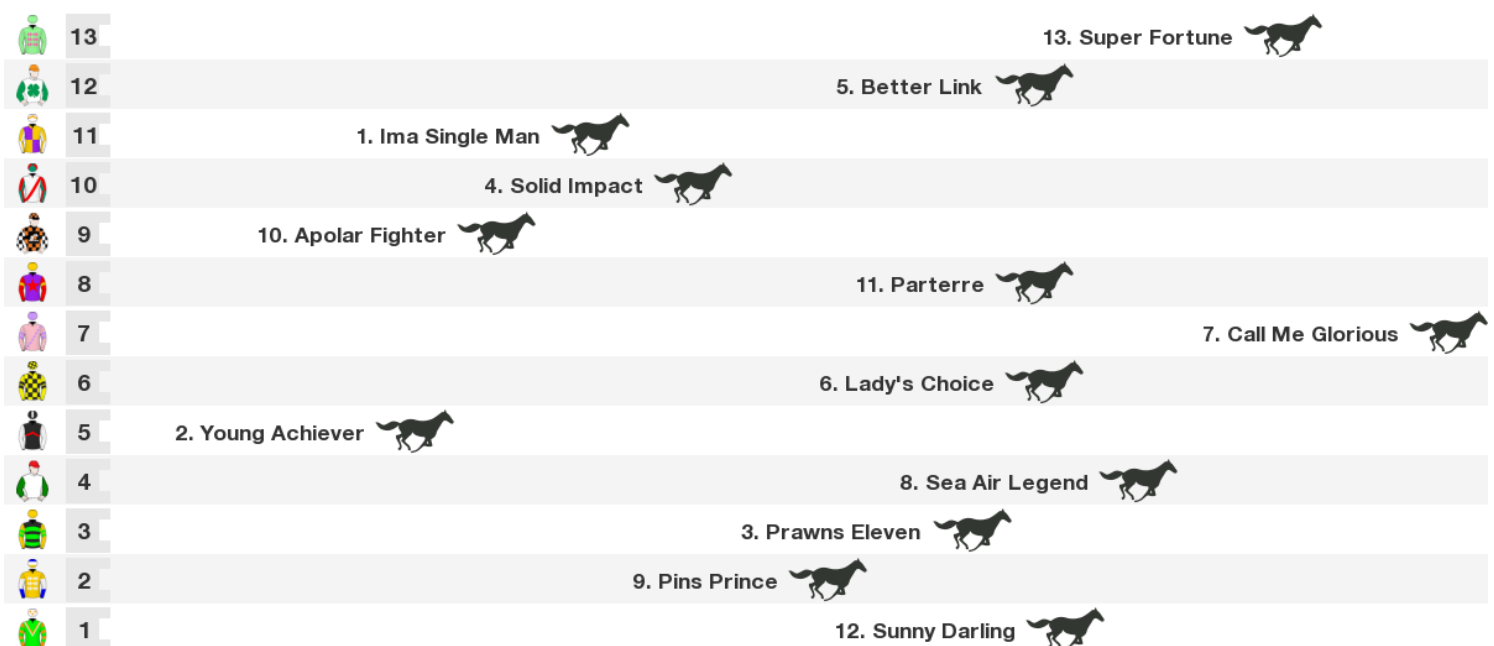 13 13. Super Fortune
12 5. Better Link
11 1. Ima Single Man
10 4. Solid Impact
9 10. Apolar Fighter
8 11. Parterre
7 7. Call Me Glorious
6 6. Lady's Choice
5 2. Young Achiever
4 8. Sea Air Legend
3 3. Prawns Eleven
2 9. Pins Prince
1 12. Sunny Darling